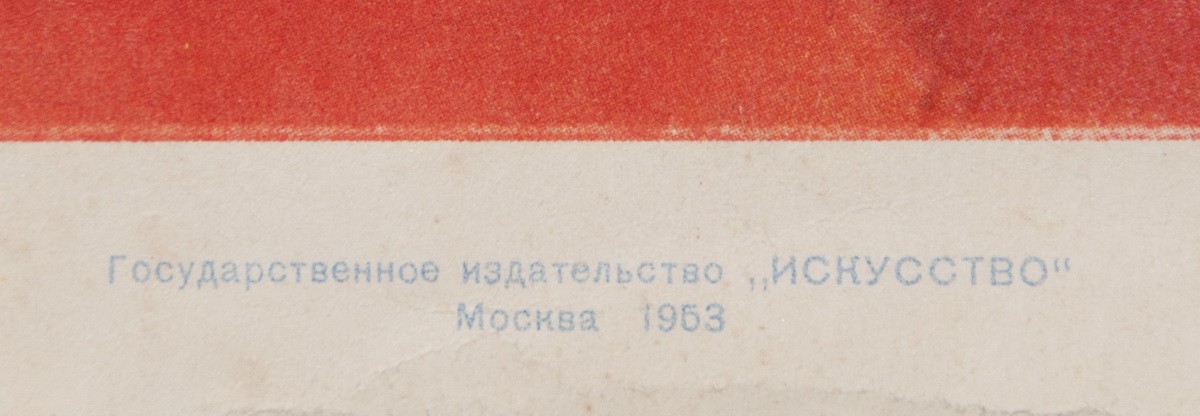 Государственное издательство „ИСКУССТВО“
Москва 1953